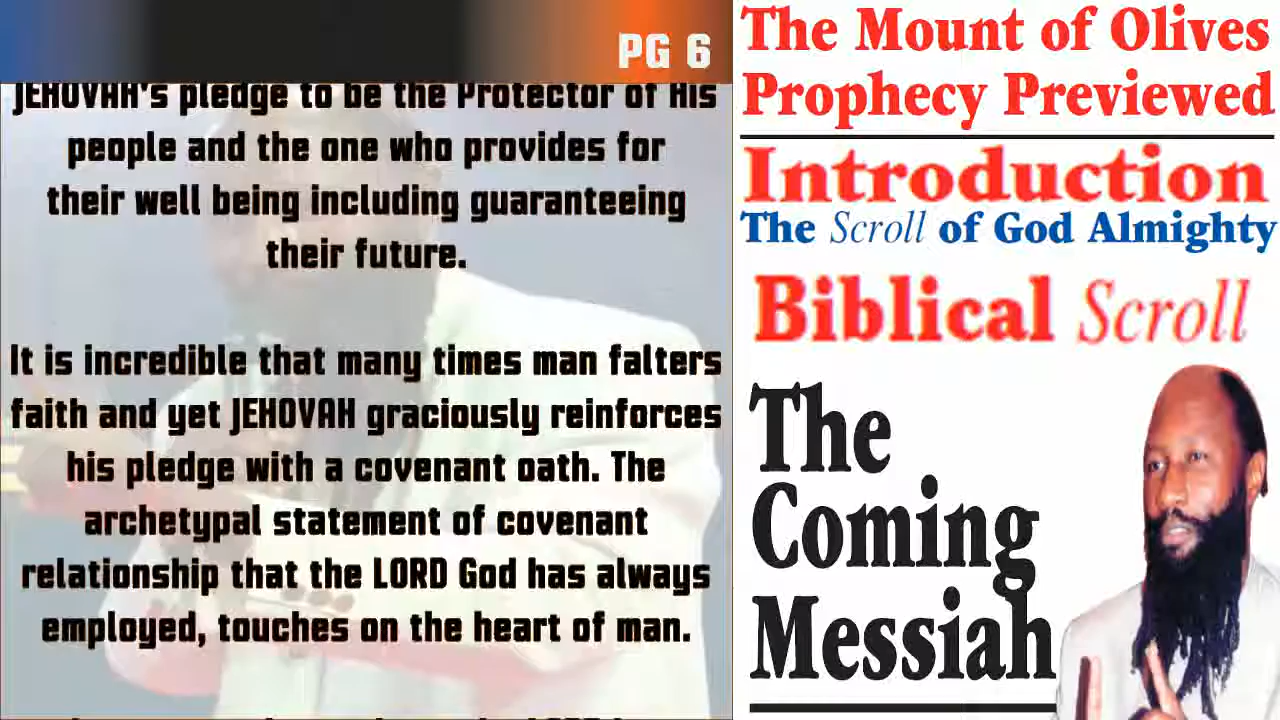 PG 6
JEHOVAH's pledge to be the Protector of His
people and the one who provides for
their well being including guaranteeing
their future.
It is incredible that many times man falters
faith and yet JEHOVAH graciously reinforces
his pledge with a covenant oath. The
archetypal statement of covenant
relationship that the LORD God has always
employed, touches on the heart of man.
The Mount of Olives
Prophecy Previewed
Introduction
The Scroll of God Almighty
Biblical Scroll
The
Coming
Messiah